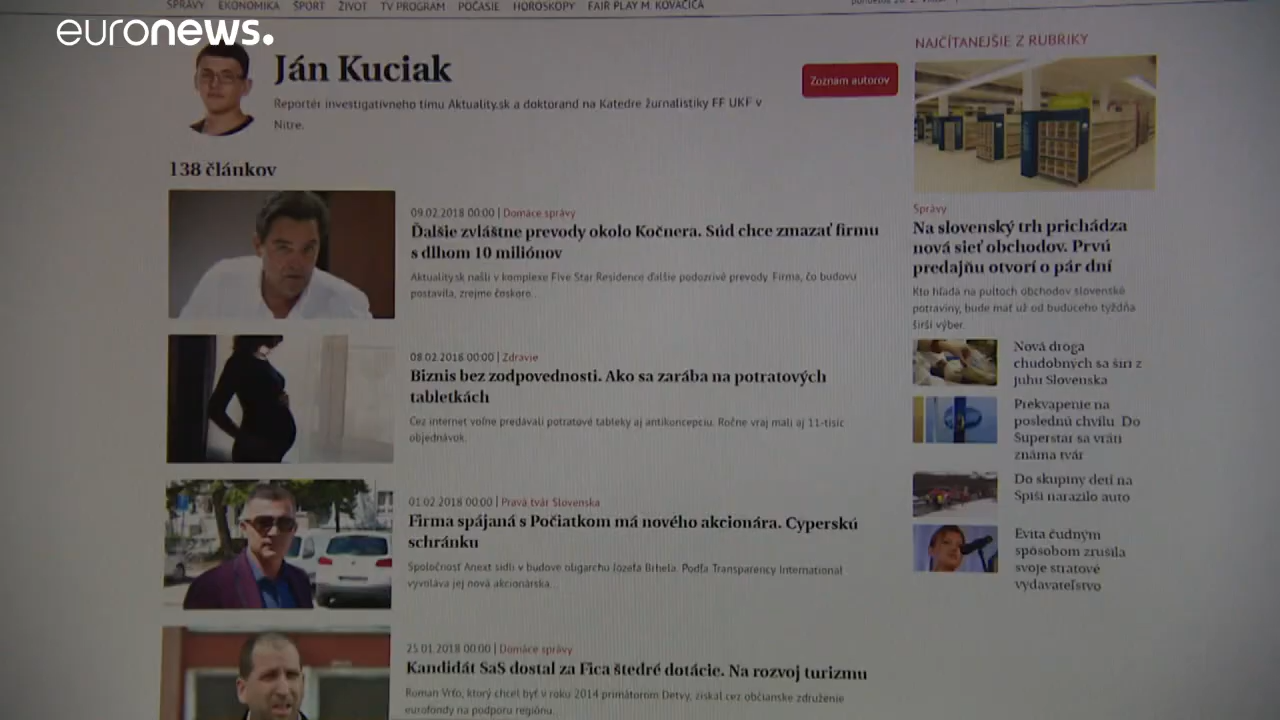 SPRÁVY EKONOMIKA ŠPORT ŽIVOT TV PROGRAM POČASIE HOROSKOPY FAIR PLAY M. KOVAČICA
euronews.
Ján Kuciak
Reportér investigatívneho tímu Aktuality.sk a doktorand na Katedre žurnalistiky FF UKF v
Nitre.
Zoznam autorov
138 článkov
09.02.2018 00:00 | Domáce správy
Ďalšie zvláštne prevody okolo Kočnera. Súd chce zmazať firmu
s dlhom 10 miliónov
Aktuality.sk našli v komplexe Five Star Residence ďalšie podozrivé prevody. Firma, čo budovu
postavila, zrejme čoskoro...
08.02.2018 00:00 | Zdravie
Biznis bez zodpovednosti. Ako sa zarába na potratových
tabletkách
Cez internet voľne predávali potratové tabletky aj antikoncepciu. Ročne vraj mali aj 11-tisíc
objednávok.
01.02.2018 00:00 | Pravá tvár Slovenska
Firma spájaná s Počiatkom má nového akcionára. Cyperskú
schránku
Spoločnosť Anext sídli v budove oligarchu Jozefa Brhela. Podľa Transparency International
vyvoláva jej nová akcionárska...
25.01.2018 00:00 | Domáce správy
Kandidát SaS dostal za Fica štedré dotácie. Na rozvoj turizmu
Roman Vrťo, ktorý chcel byť v roku 2014 primátorom Detvy, získal cez občianske združenie
eurofondy na podporu regiónu...
NAJČÍTANEJŠIE Z RUBRIKY
Správy
Na slovenský trh prichádza
nová sieť obchodov. Prvú
predajňu otvorí o pár dní
Kto hľadá na pultoch obchodov slovenské
potraviny, bude mať už od budúceho týždňa
širší výber.
Nová droga
chudobných sa šíri z
juhu Slovenska
Prekvapenie na
poslednú chvíľu. Do
Superstar sa vráti
známa tvár
Do skupiny detí na
Spiši narazilo auto
Evita čudným
spôsobom zrušila
svoje stratové
vydavateľstvo